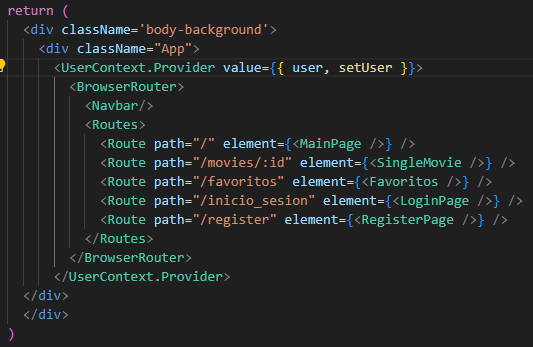 return (
<div className='body-background'>
<div className="App">
<UserContext.Provider value={{ user, setUser }}>
<BrowserRouter>
<Navbar/>
<Routes>
<Route path="/" element={<MainPage />} />
<Route path="/movies/:id" element={<SingleMovie />} />
<Route path="/favoritos" element={<Favoritos />} />
<Route path="/inicio_sesion" element={<LoginPage />} />
<Route path="/register" element={<RegisterPage />} />
</Routes>
</BrowserRouter>
</UserContext.Provider>
</div>
</div>
)